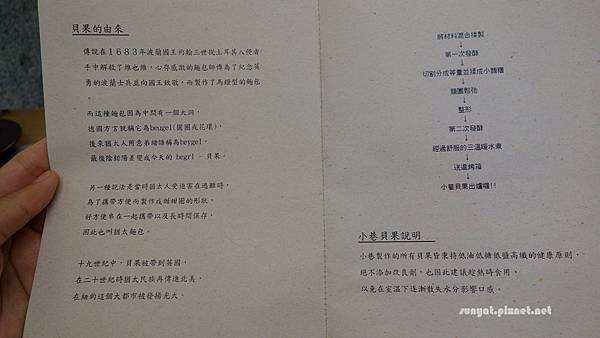 貝果的由來
傳說在1683年波蘭國王約翰三世從土耳其入侵者
手中解救了維也維，心存感激的麵包師傅為了紀念英
勇的波蘭士兵並向國王致敬，而製作了馬鐙型的麵包
。
而這種麵包因為中間有一個大洞，
德國方言就稱它為beugel(圓圈或花環)，
後來猶太人用意弟緒語稱為beygel，
最後陰錯陽差變成今天的 begrl - 貝果。
另一種說法是當時猶太人受迫害在逃難時，
為了攜帶方便而製作成甜甜圈的形狀，
好方便串在一起攜帶以及長時間保存，
因此也叫猶太麵包。
十九世紀中，貝果被帶到英國，
在二十世紀時猶太民族再傳進北美，
在紐約這個大都市被發揚光大。
將材料混合揉製
↓
第一次發酵
↓
切割分成等量並揉成小麵糰
↓
麵團鬆弛
↓
整形
↓
第二次發酵
↓
經過舒服的三溫暖水煮
↓
送進烤箱
↓
小巷貝果出爐囉!!
小巷貝果說明
小巷製作的所有貝果皆秉持低油低糖低鹽高纖的健康原則，
絕不添加改良劑，也因此建議趁熱時食用。
以免在室溫下逐漸散失水分影響口感。
sunyat.pixnet.net